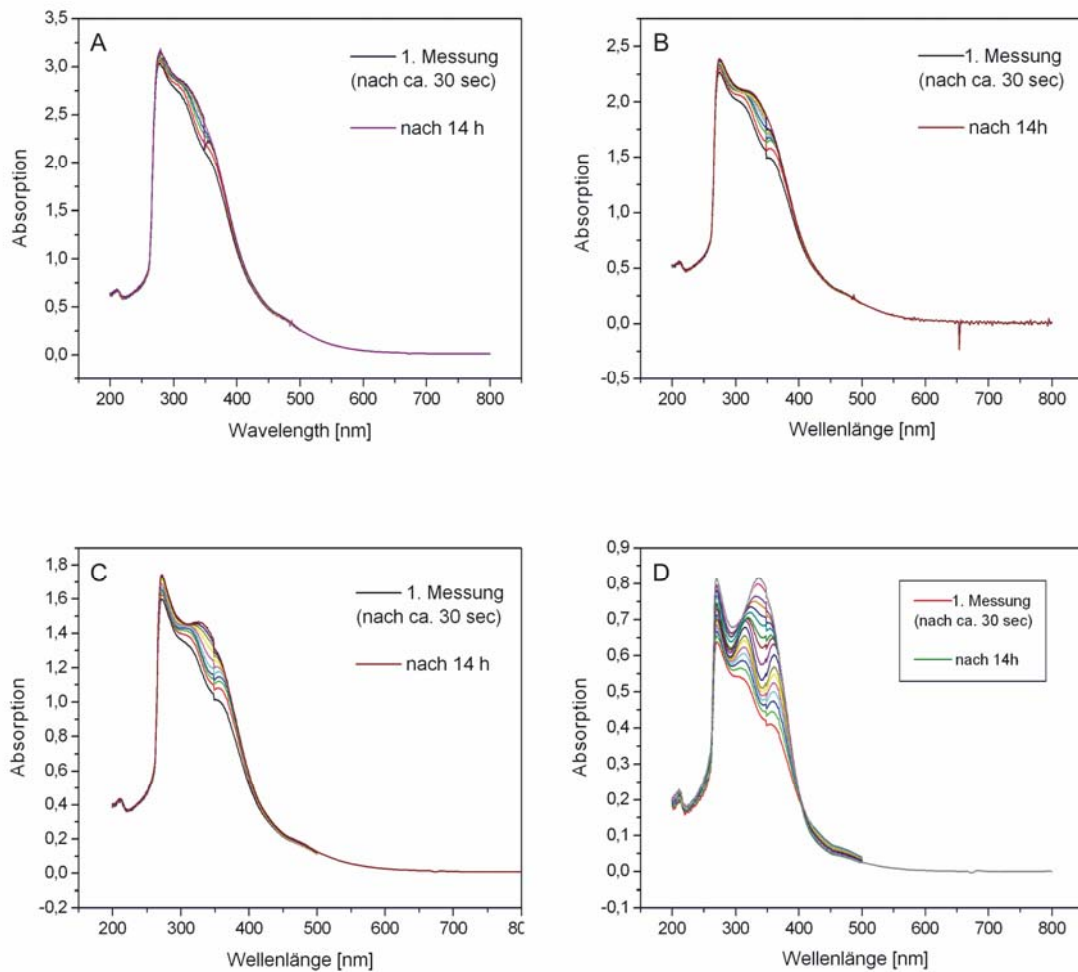 A
1. Messung
(nach ca. 30 sec)
nach 14 h
Absorption
3,5
3,0
2,5
2,0
1,5
1,0
0,5
0,0
200 300 400 500 600 700 800
Wavelength [nm]
B
1. Messung
(nach ca. 30 sec)
nach 14h
Absorption
2,5
2,0
1,5
1,0
0,5
0,0
-0,5
200 300 400 500 600 700 800
Wellenlänge [nm]
C
1. Messung
(nach ca. 30 sec)
nach 14 h
Absorption
1,8
1,6
1,4
1,2
1,0
0,8
0,6
0,4
0,2
0,0
-0,2
200 300 400 500 600 700 80
Wellenlänge [nm]
D
1. Messung
(nach ca. 30 sec)
nach 14h
Absorption
0,9
0,8
0,7
0,6
0,5
0,4
0,3
0,2
0,1
0,0
-0,1
200 300 400 500 600 700 800
Wellenlänge [nm]